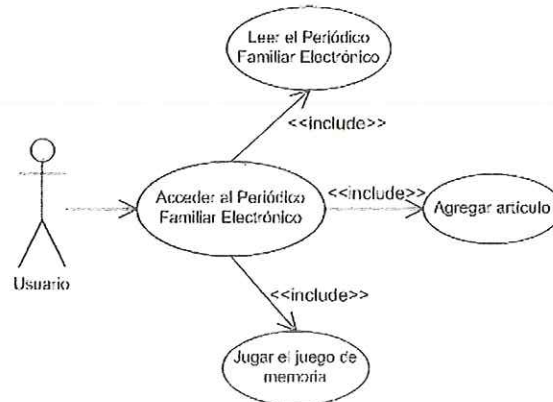 Leer el Periódico
Familiar Electrónico
<<include>>
Acceder al Periódico
Familiar Electrónico
<<include>>
Agregar artículo
Usuario
<<include>>
Jugar el juego de
memoria